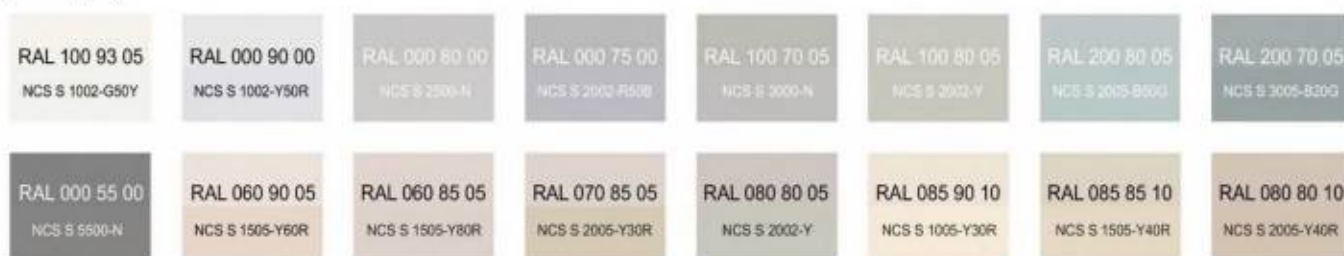 RAL 100 93 05
NCS S 1002-G50Y
RAL 000 90 00
NCS S 1002-Y50R
RAL 000 80 00
NCS S 2500-N
RAL 000 75 00
NCS S 2002-R50B
RAL 100 70 05
NCS S 3000-N
RAL 100 80 05
NCS S 2002-Y
RAL 200 80 05
NCS S 2005-B50G
RAL 200 70 05
NCS S 3005-B20G
RAL 000 55 00
NCS S 5500-N
RAL 060 90 05
NCS S 1505-Y60R
RAL 060 85 05
NCS S 1505-Y80R
RAL 070 85 05
NCS S 2005-Y30R
RAL 080 80 05
NCS S 2002-Y
RAL 085 90 10
NCS S 1005-Y30R
RAL 085 85 10
NCS S 1505-Y40R
RAL 080 80 10
NCS S 2005-Y40R